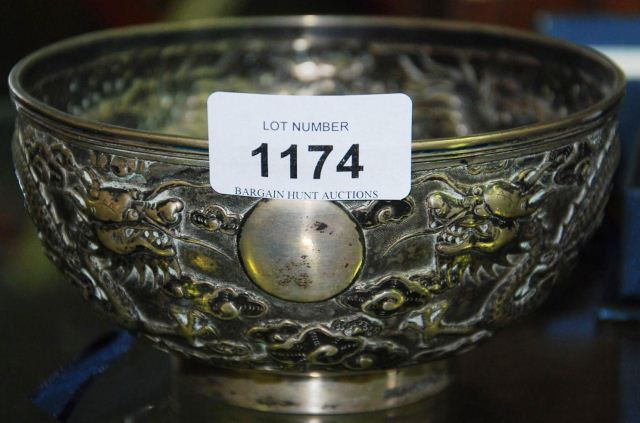 LOT NUMBER
1174
BARGAIN HUNT AUCTIONS